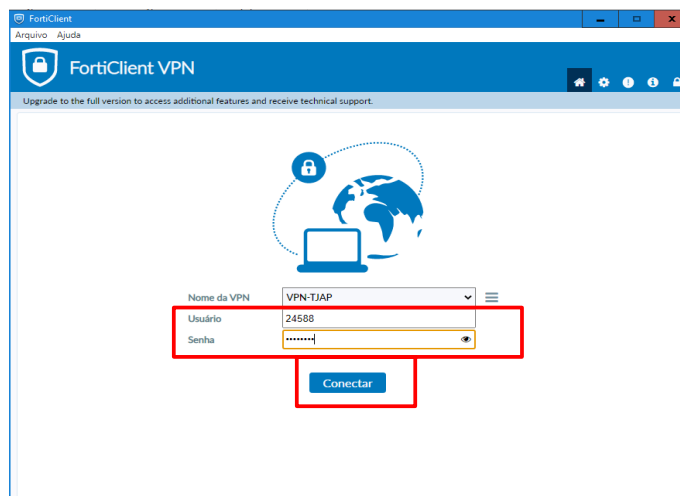 FortiClient
Arquivo Ajuda
FortiClient VPN
Upgrade to the full version to access additional features and receive technical support.
Nome da VPN VPN-TJAP
Usuário 24588
Senha ••••••••
Conectar